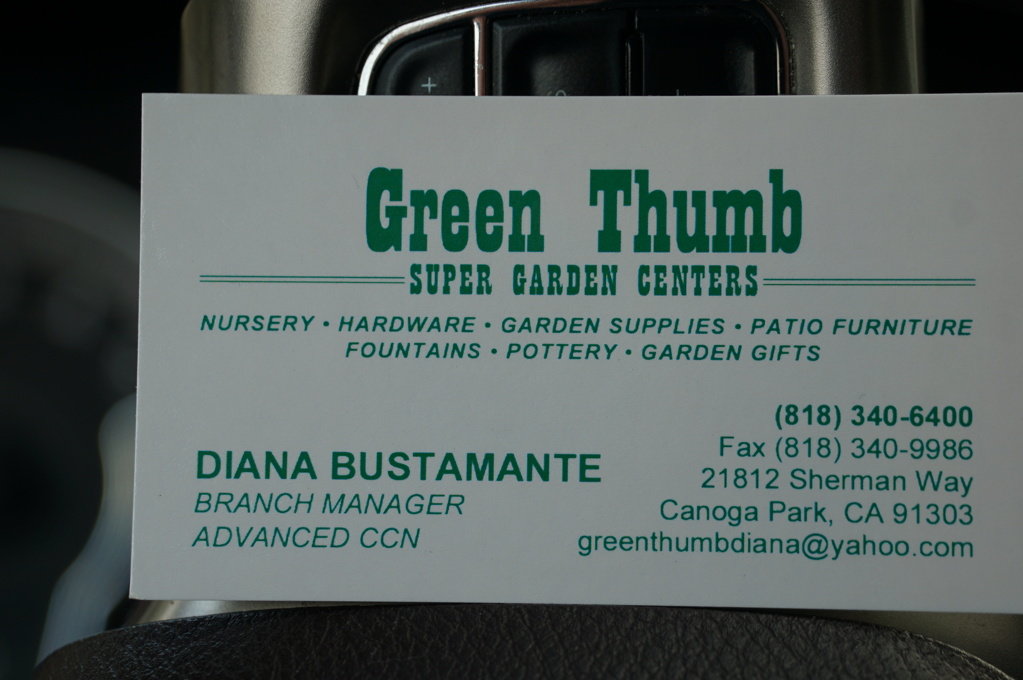 Green Thumb
SUPER GARDEN CENTERS
NURSERY • HARDWARE • GARDEN SUPPLIES • PATIO FURNITURE
FOUNTAINS • POTTERY • GARDEN GIFTS
(818) 340-6400
Fax (818) 340-9986
21812 Sherman Way
Canoga Park, CA 91303
greenthumbdiana@yahoo.com
DIANA BUSTAMANTE
BRANCH MANAGER
ADVANCED CCN